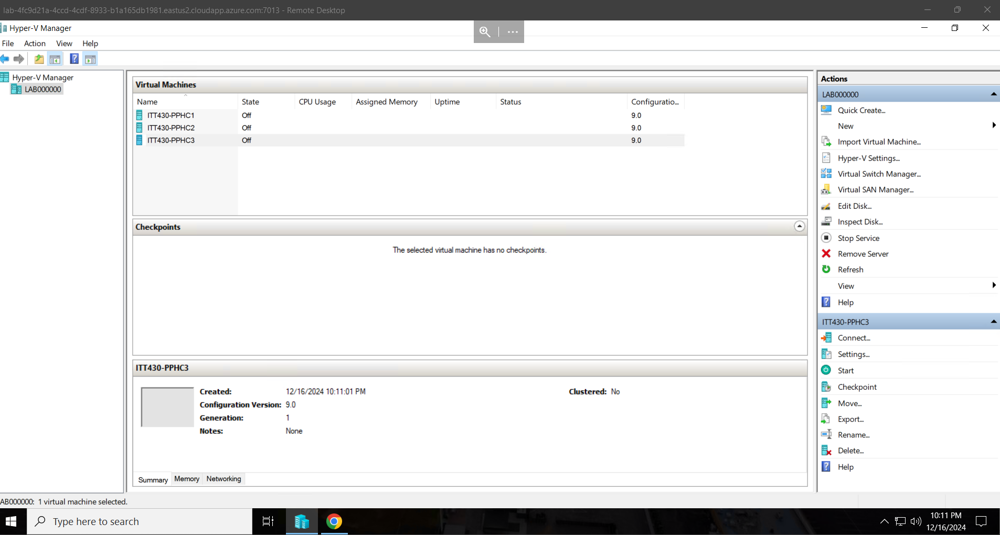 lab-4fc9d21a-4ccd-4cdf-8933-b1a165db1981.eastus2.cloudapp.azure.com:7013 - Remote Desktop
Hyper-V Manager
File Action View Help
Hyper-V Manager
LAB000000
Virtual Machines
Name State CPU Usage Assigned Memory Uptime Status Configuratio...
ITT430-PPHC1 Off 9.0
ITT430-PPHC2 Off 9.0
ITT430-PPHC3 Off 9.0
Checkpoints
The selected virtual machine has no checkpoints.
ITT430-PPHC3
Created: 12/16/2024 10:11:01 PM Clustered: No
Configuration Version: 9.0
Generation: 1
Notes: None
Summary Memory Networking
Actions
LAB000000
Quick Create...
New
Import Virtual Machine...
Hyper-V Settings...
Virtual Switch Manager...
Virtual SAN Manager...
Edit Disk...
Inspect Disk...
Stop Service
Remove Server
Refresh
View
Help
ITT430-PPHC3
Connect...
Settings...
Start
Checkpoint
Move...
Export...
Rename...
Delete...
Help
AB000000: 1 virtual machine selected.
Type here to search
10:11 PM
12/16/2024